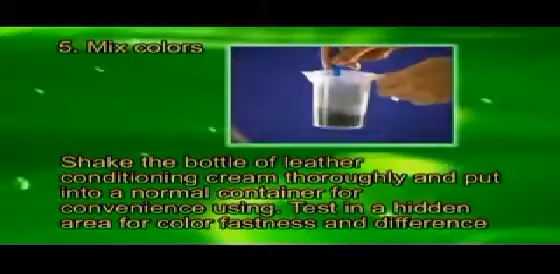 5. Mix colors
Shake the bottle of leather
conditioning cream thoroughly and put
into a normal container for
convenience using. Test in a hidden
area for color fastness and difference